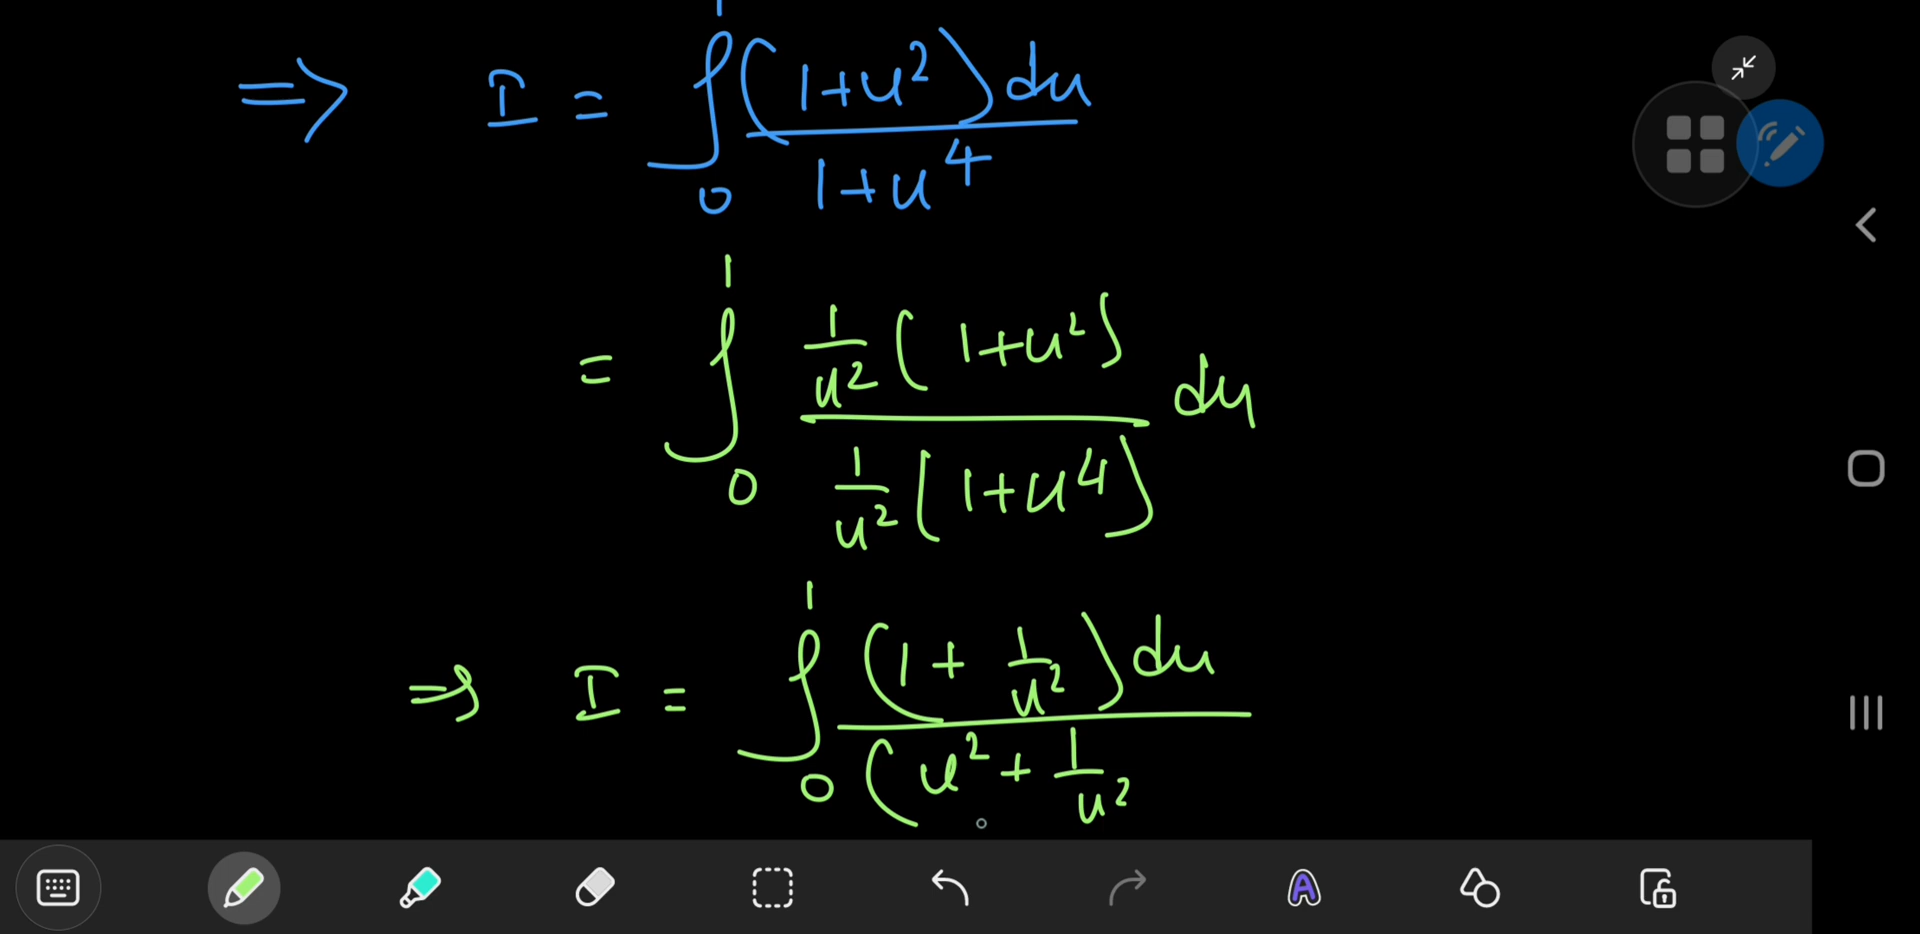 ⇒ I = ∫₀¹ (1+u²)du / 1+u⁴
= ∫₀¹ 1/u² (1+u²) / 1/u² (1+u⁴) du
⇒ I = ∫₀¹ (1 + 1/u²)du / (u² + 1/u²